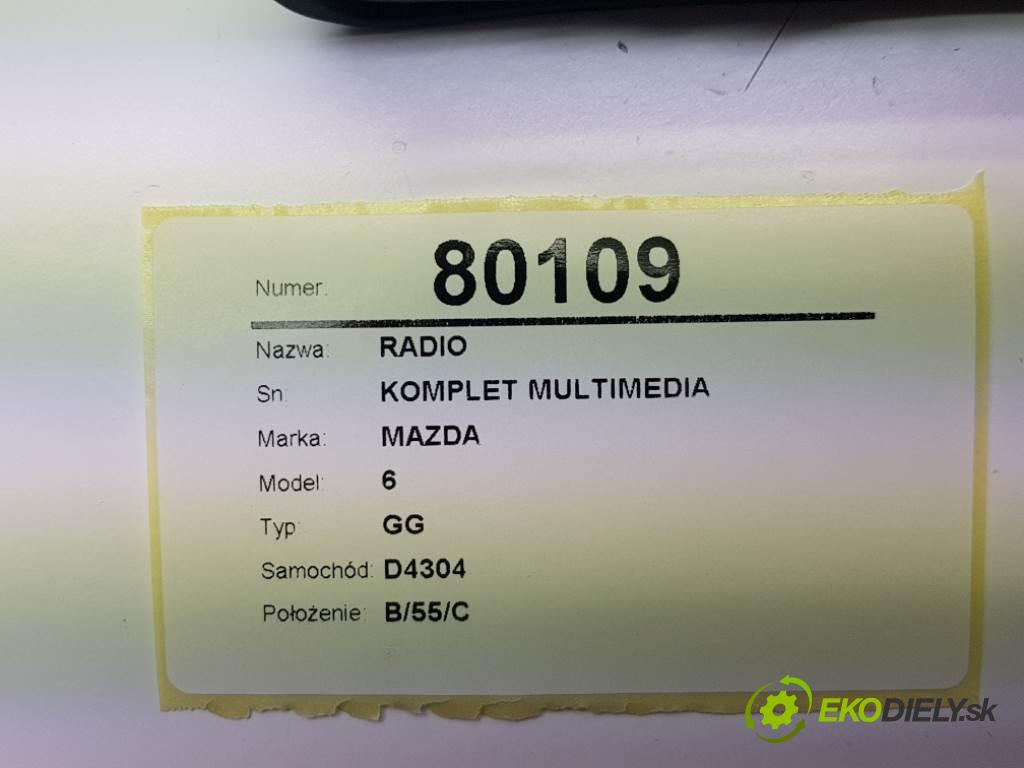 Numer: 80109
Nazwa: RADIO
Sn: KOMPLET MULTIMEDIA
Marka: MAZDA
Model: 6
Typ: GG
Samochód: D4304
Położenie: B/55/C
EKODIELY.sk